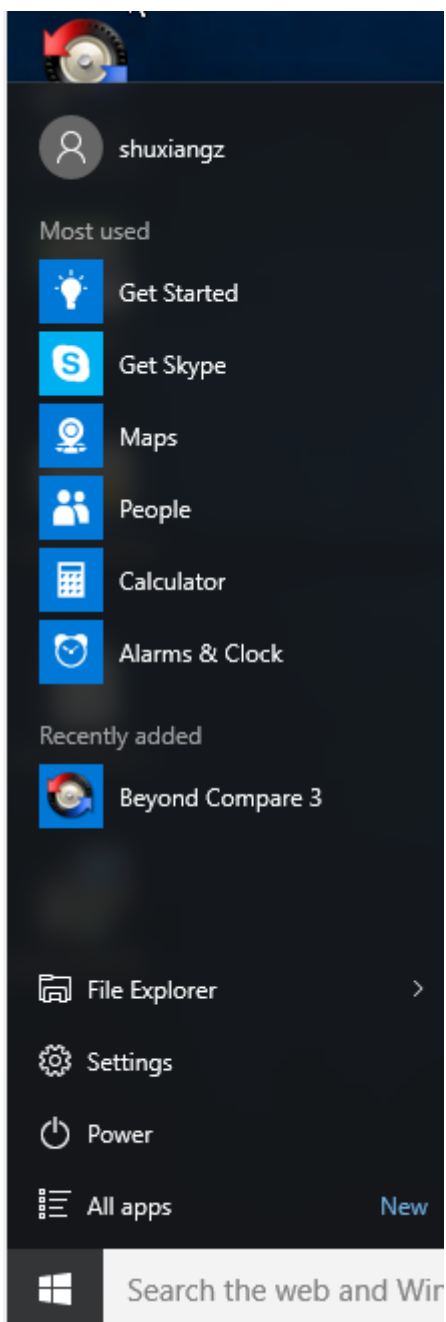 shuxiangz
Most used
Get Started
Get Skype
Maps
People
Calculator
Alarms & Clock
Recently added
Beyond Compare 3
File Explorer
Settings
Power
All apps New
Search the web and Win